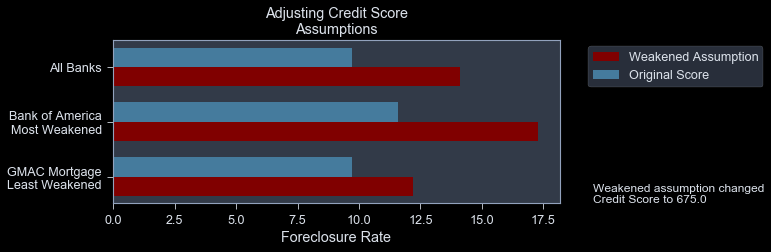 Adjusting Credit Score
Assumptions
All Banks
Bank of America
Most Weakened
GMAC Mortgage
Least Weakened
0.0 2.5 5.0 7.5 10.0 12.5 15.0 17.5
Foreclosure Rate
Weakened Assumption
Original Score
Weakened assumption changed
Credit Score to 675.0